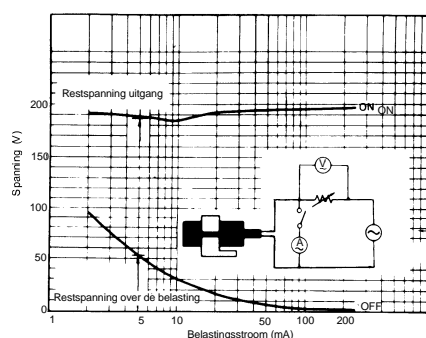 Restspanning uitgang
200
ON ON
150
Spanning (V)
100
50
0
Restspanning over de belasting
OFF
V
A
1
5
10
50
100
200
Belastingsstroom (mA)